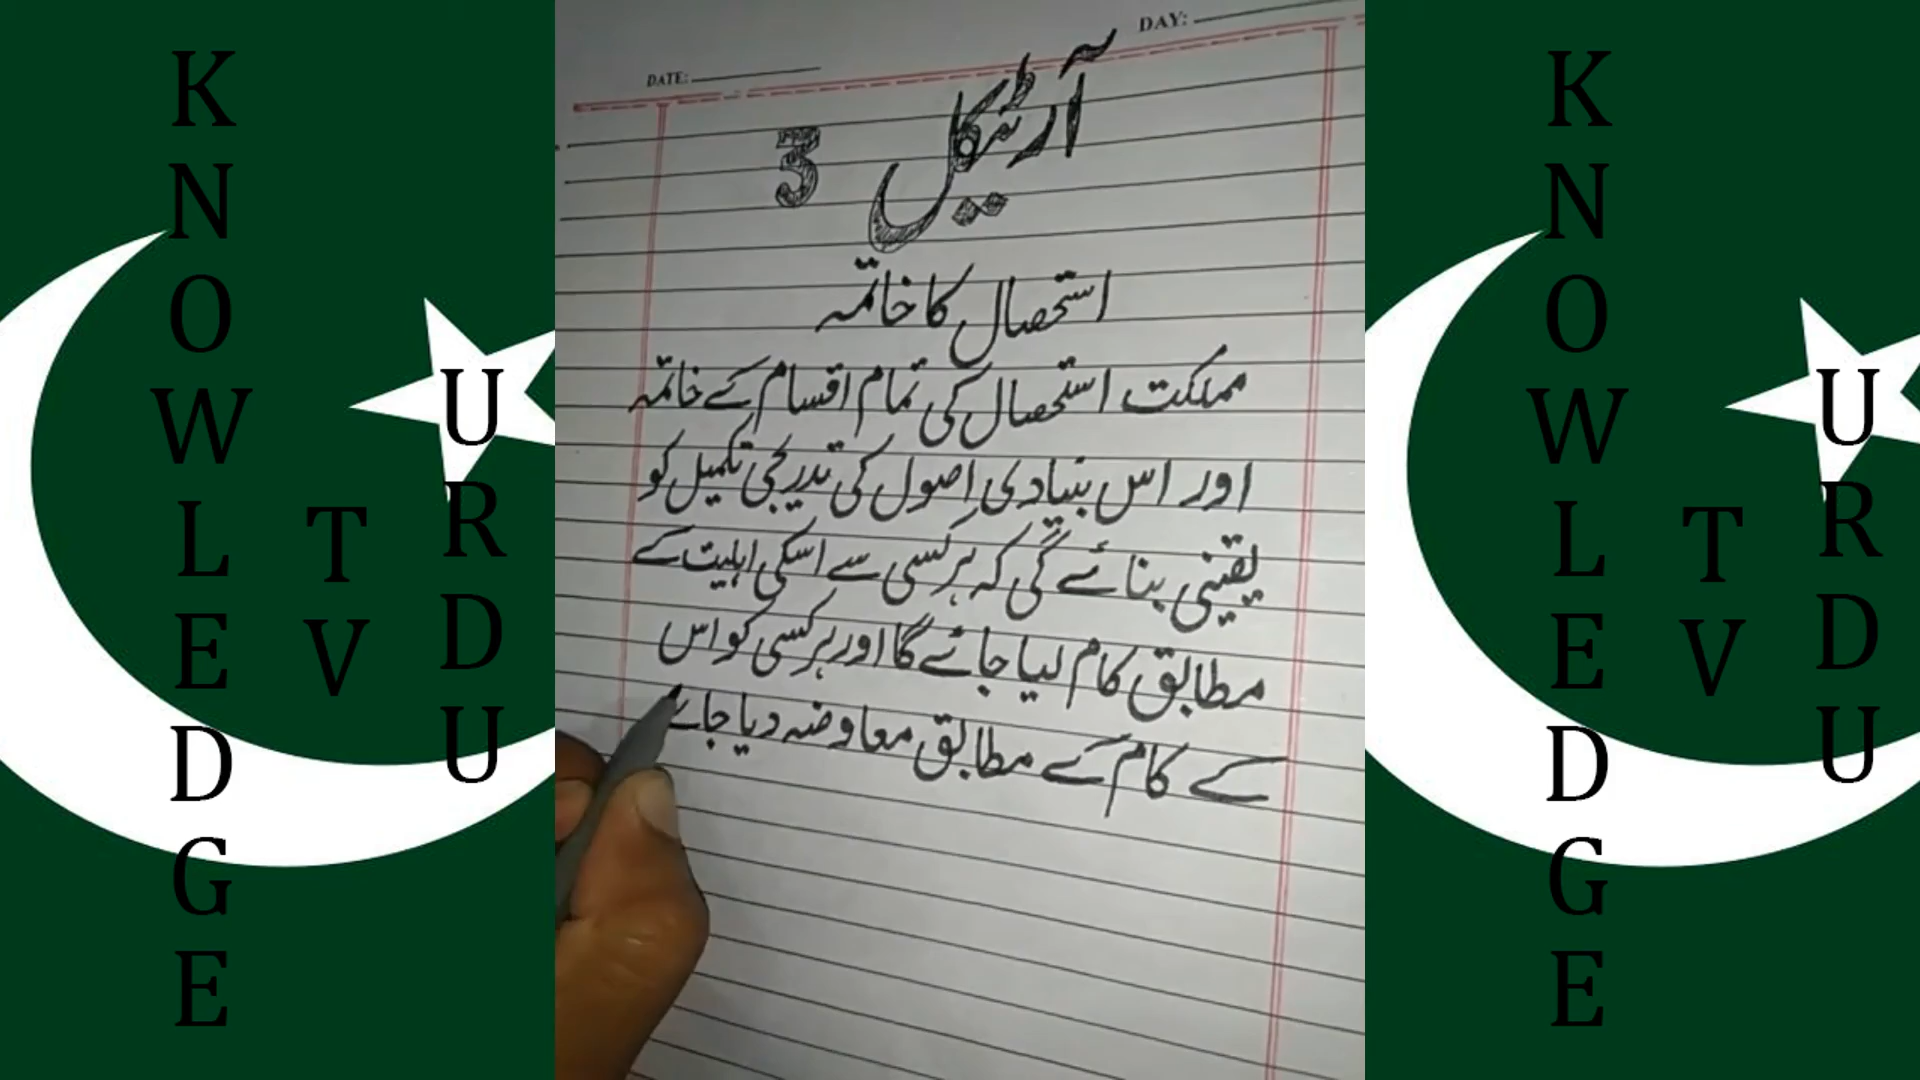 KNOWLEDGE
TV
URDU
DATE:
DAY:
آرٹیکل 3
استحصال کا خاتمہ
مملکت استحصال کی تمام اقسام کے خاتمہ
اور اس بنیادی اصول کی تدریجی تکمیل کو
یقینی بنائے گی کہ ہر کسی سے اسکی اہلیت کے
مطابق کام لیا جائے گا اور ہر کسی کو اس
کے کام کے مطابق معاوضہ دیا جائے
KNOWLEDGE
TV
URDU